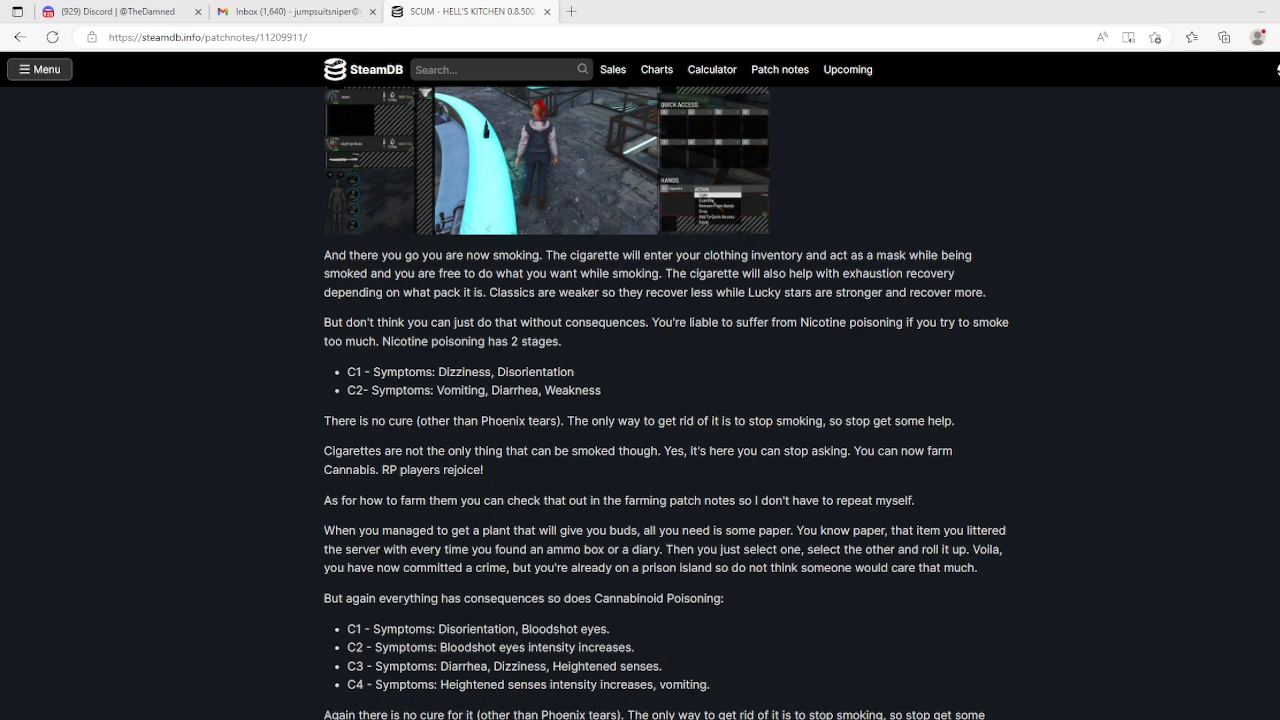 (929) Discord | @TheDamned
Inbox (1,640) - jumpsuitsniper@
SCUM - HELL'S KITCHEN 0.8.500.
https://steamdb.info/patchnotes/11209911/
Menu
SteamDB
Search...
Sales
Charts
Calculator
Patch notes
Upcoming
QUICK ACCESS
HANDS
And there you go you are now smoking. The cigarette will enter your clothing inventory and act as a mask while being
smoked and you are free to do what you want while smoking. The cigarette will also help with exhaustion recovery
depending on what pack it is. Classics are weaker so they recover less while Lucky stars are stronger and recover more.
But don't think you can just do that without consequences. You're liable to suffer from Nicotine poisoning if you try to smoke
too much. Nicotine poisoning has 2 stages.
• C1 - Symptoms: Dizziness, Disorientation
• C2- Symptoms: Vomiting, Diarrhea, Weakness
There is no cure (other than Phoenix tears). The only way to get rid of it is to stop smoking, so stop get some help.
Cigarettes are not the only thing that can be smoked though. Yes, it's here you can stop asking. You can now farm
Cannabis. RP players rejoice!
As for how to farm them you can check that out in the farming patch notes so I don't have to repeat myself.
When you managed to get a plant that will give you buds, all you need is some paper. You know paper, that item you littered
the server with every time you found an ammo box or a diary. Then you just select one, select the other and roll it up. Voila,
you have now committed a crime, but you're already on a prison island so do not think someone would care that much.
But again everything has consequences so does Cannabinoid Poisoning:
• C1 - Symptoms: Disorientation, Bloodshot eyes.
• C2 - Symptoms: Bloodshot eyes intensity increases.
• C3 - Symptoms: Diarrhea, Dizziness, Heightened senses.
• C4 - Symptoms: Heightened senses intensity increases, vomiting.
Again there is no cure for it (other than Phoenix tears). The only way to get rid of it is to stop smoking, so stop get some